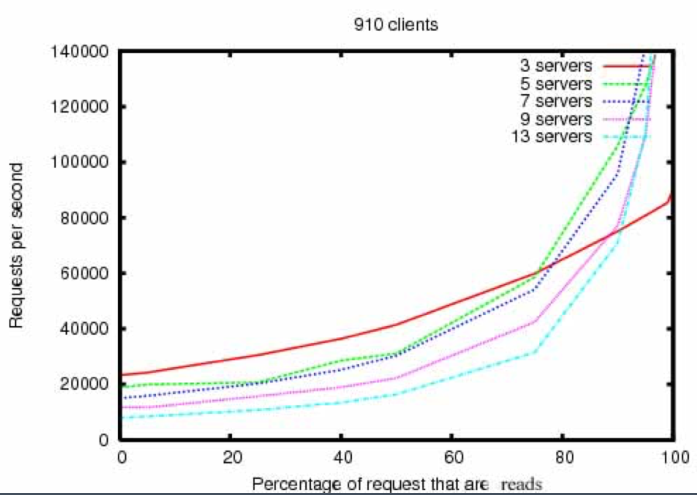 910 clients
140000
120000
100000
80000
60000
40000
20000
0
Requests per second
3 servers
5 servers
7 servers
9 servers
13 servers
0 20 40 60 80 100
Percentage of request that are reads